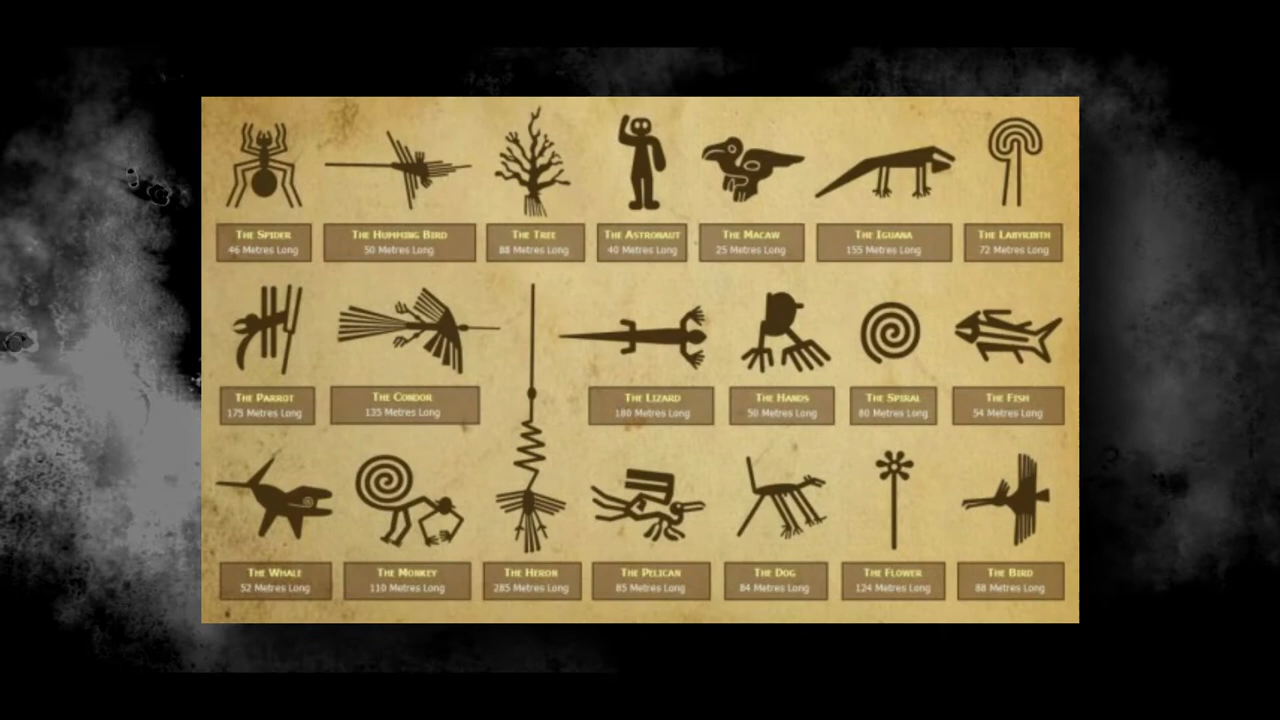 The Spider
46 Metres Long
The Humming Bird
50 Metres Long
The Tree
88 Metres Long
The Astronaut
40 Metres Long
The Macaw
25 Metres Long
The Iguana
155 Metres Long
The Labyrinth
72 Metres Long
The Parrot
175 Metres Long
The Condor
135 Metres Long
The Lizard
180 Metres Long
The Hands
50 Metres Long
The Spiral
80 Metres Long
The Fish
54 Metres Long
The Whale
52 Metres Long
The Monkey
110 Metres Long
The Heron
285 Metres Long
The Pelican
85 Metres Long
The Dog
84 Metres Long
The Flower
124 Metres Long
The Bird
88 Metres Long